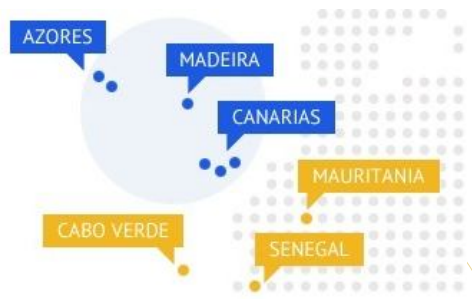 AZORES
MADEIRA
CANARIAS
MAURITANIA
CABO VERDE
SENEGAL